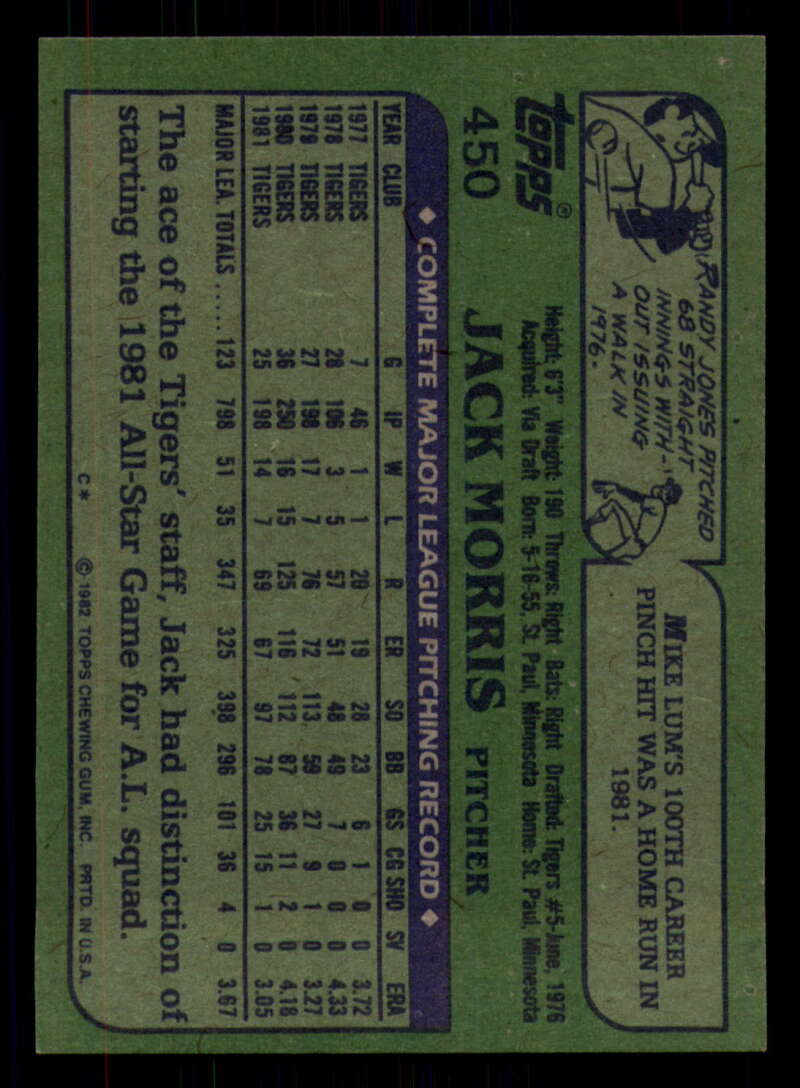 RANDY JONES PITCHED
68 STRAIGHT
INNINGS WITH-
OUT ISSUING
A WALK IN
1976.
MIKE LUM'S 100TH CAREER
PINCH HIT WAS A HOME RUN IN
1981.
TOPPS®
Height: 6'3" Weight: 190 Throws: Right Bats: Right Drafted: Tigers #5-June, 1976
Acquired: Via Draft Born: 5-16-55, St. Paul, Minnesota Home: St. Paul, Minnesota
450 JACK MORRIS PITCHER
◆ COMPLETE MAJOR LEAGUE PITCHING RECORD ◆
YEAR CLUB G IP W L R ER SO BB GS CG SHO SV ERA
1977 TIGERS 7 46 1 1 20 19 28 23 6 1 0 0 3.72
1978 TIGERS 28 106 3 5 57 51 48 49 7 0 0 0 4.33
1979 TIGERS 27 198 17 7 76 72 113 59 27 9 1 0 3.27
1980 TIGERS 36 250 16 15 125 116 112 87 36 11 2 0 4.18
1981 TIGERS 25 198 14 7 69 67 97 78 25 15 1 0 3.05
MAJOR LEA. TOTALS ..... 123 798 51 35 347 325 398 296 101 36 4 0 3.67
The ace of the Tigers' staff, Jack had distinction of
starting the 1981 All-Star Game for A.L. squad.
C* © 1982 TOPPS CHEWING GUM, INC. PRTD. IN U.S.A.